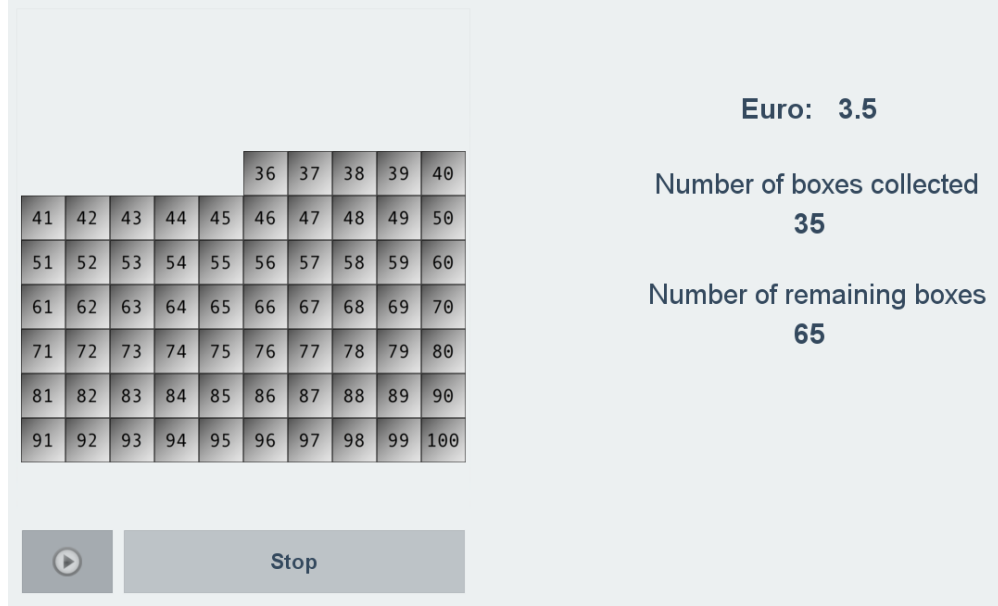 Euro: 3.5
Number of boxes collected
35
Number of remaining boxes
65
36 37 38 39 40
41 42 43 44 45 46 47 48 49 50
51 52 53 54 55 56 57 58 59 60
61 62 63 64 65 66 67 68 69 70
71 72 73 74 75 76 77 78 79 80
81 82 83 84 85 86 87 88 89 90
91 92 93 94 95 96 97 98 99 100
Stop